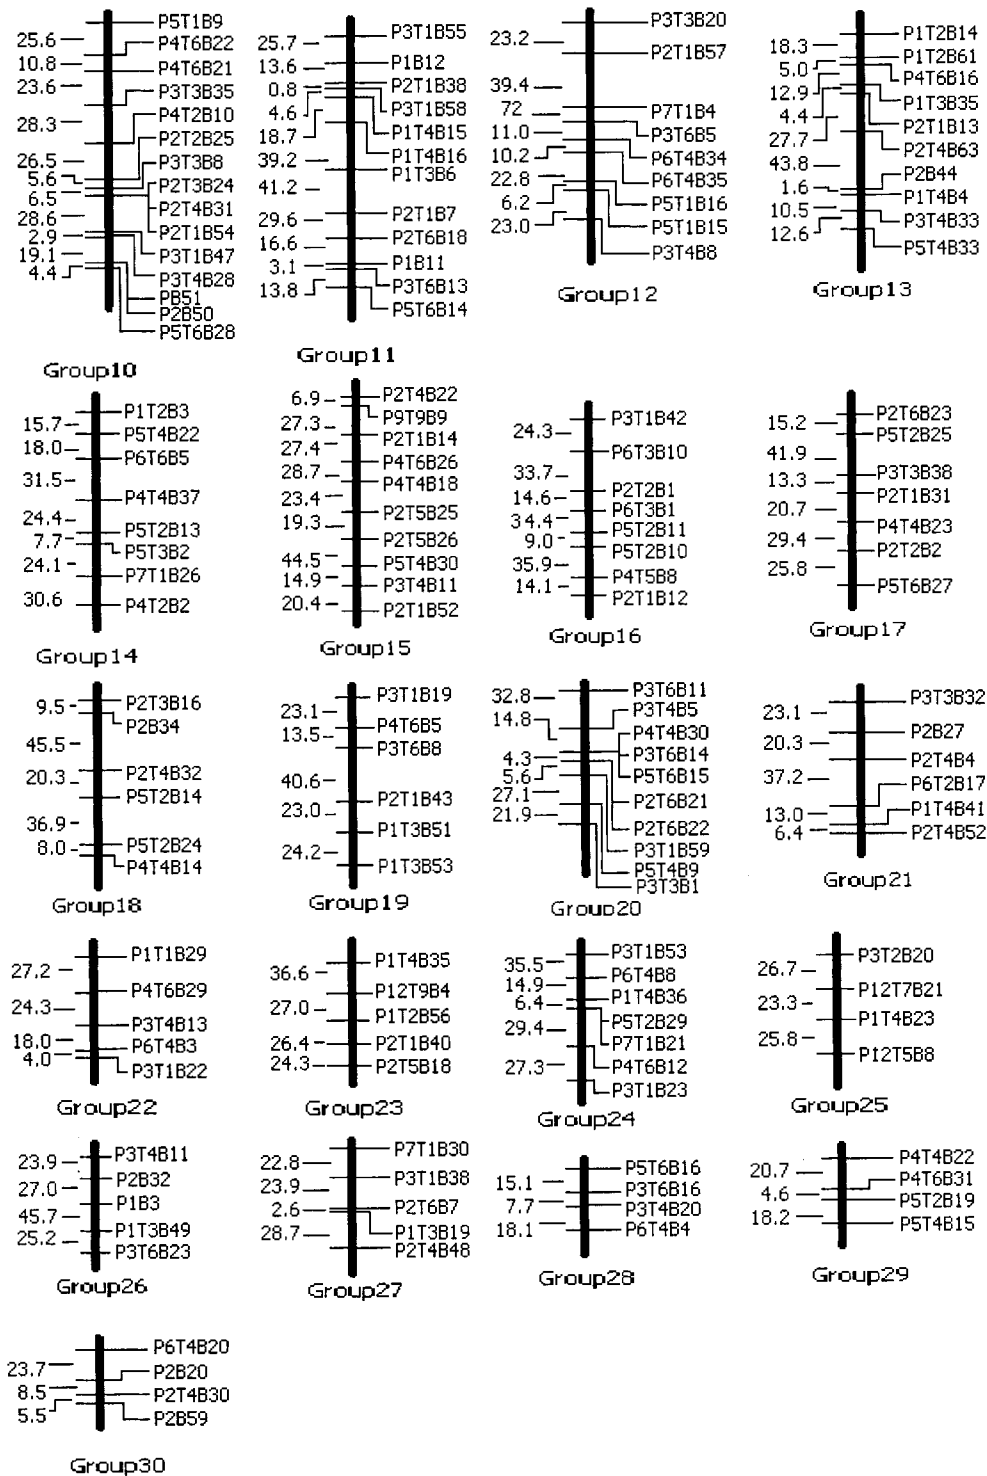 25.6
10.8
23.6
28.3
26.5
5.6
6.5
28.6
2.9
19.1
4.4
P5T1B9
P4T6B22
P4T6B21
P3T3B35
P4T2B10
P2T2B25
P3T3B8
P2T3B24
P2T4B31
P2T1B54
P3T1B47
P3T4B28
PB51
P2B50
P5T6B28
Group10
25.7
13.6
0.8
4.6
18.7
39.2
41.2
29.6
16.6
3.1
13.8
P3T1B55
P1B12
P2T1B38
P3T1B58
P1T4B15
P1T4B16
P1T3B6
P2T1B7
P2T6B18
P1B11
P3T6B13
P5T6B14
Group11
23.2
39.4
72
11.0
10.2
22.8
6.2
23.0
P3T3B20
P2T1B57
P7T1B4
P3T6B5
P6T4B34
P6T4B35
P5T1B16
P5T1B15
P3T4B8
Group12
18.3
5.0
12.9
4.4
27.7
43.8
1.6
10.5
12.6
P1T2B14
P1T2B61
P4T6B16
P1T3B35
P2T1B13
P2T4B63
P2B44
P1T4B4
P3T4B33
P5T4B33
Group13
15.7
18.0
31.5
24.4
7.7
24.1
30.6
P1T2B3
P5T4B22
P6T6B5
P4T4B37
P5T2B13
P5T3B2
P7T1B26
P4T2B2
Group14
6.9
27.3
27.4
28.7
23.4
19.3
44.5
14.9
20.4
P2T4B22
P9T9B9
P2T1B14
P4T6B26
P4T4B18
P2T5B25
P2T5B26
P5T4B30
P3T4B11
P2T1B52
Group15
24.3
33.7
14.6
34.4
9.0
35.9
14.1
P3T1B42
P6T3B10
P2T2B1
P6T3B1
P5T2B11
P5T2B10
P4T5B8
P2T1B12
Group16
15.2
41.9
13.3
20.7
29.4
25.8
P2T6B23
P5T2B25
P3T3B38
P2T1B31
P4T4B23
P2T2B2
P5T6B27
Group17
9.5
45.5
20.3
36.9
8.0
P2T3B16
P2B34
P2T4B32
P5T2B14
P5T2B24
P4T4B14
Group18
23.1
13.5
40.6
23.0
24.2
P3T1B19
P4T6B5
P3T6B8
P2T1B43
P1T3B51
P1T3B53
Group19
32.8
14.8
4.3
5.6
27.1
21.9
P3T6B11
P3T4B5
P4T4B30
P3T6B14
P5T6B15
P2T6B21
P2T6B22
P3T1B59
P5T4B9
P3T3B1
Group20
23.1
20.3
37.2
13.0
6.4
P3T3B32
P2B27
P2T4B4
P6T2B17
P1T4B41
P2T4B52
Group21
27.2
24.3
18.0
4.0
P1T1B29
P4T6B29
P3T4B13
P6T4B3
P3T1B22
Group22
36.6
27.0
26.4
24.3
P1T4B35
P12T9B4
P1T2B56
P2T1B40
P2T5B18
Group23
35.5
14.9
6.4
29.4
27.3
P3T1B53
P6T4B8
P1T4B36
P5T2B29
P7T1B21
P4T6B12
P3T1B23
Group24
26.7
23.3
25.8
P3T2B20
P12T7B21
P1T4B23
P12T5B8
Group25
23.9
27.0
45.7
25.2
P3T4B11
P2B32
P1B3
P1T3B49
P3T6B23
Group26
22.8
23.9
2.6
28.7
P7T1B30
P3T1B38
P2T6B7
P1T3B19
P2T4B48
Group27
15.1
7.7
18.1
P5T6B16
P3T6B16
P3T4B20
P6T4B4
Group28
20.7
4.6
18.2
P4T4B22
P4T6B31
P5T2B19
P5T4B15
Group29
23.7
8.5
5.5
P6T4B20
P2B20
P2T4B30
P2B59
Group30